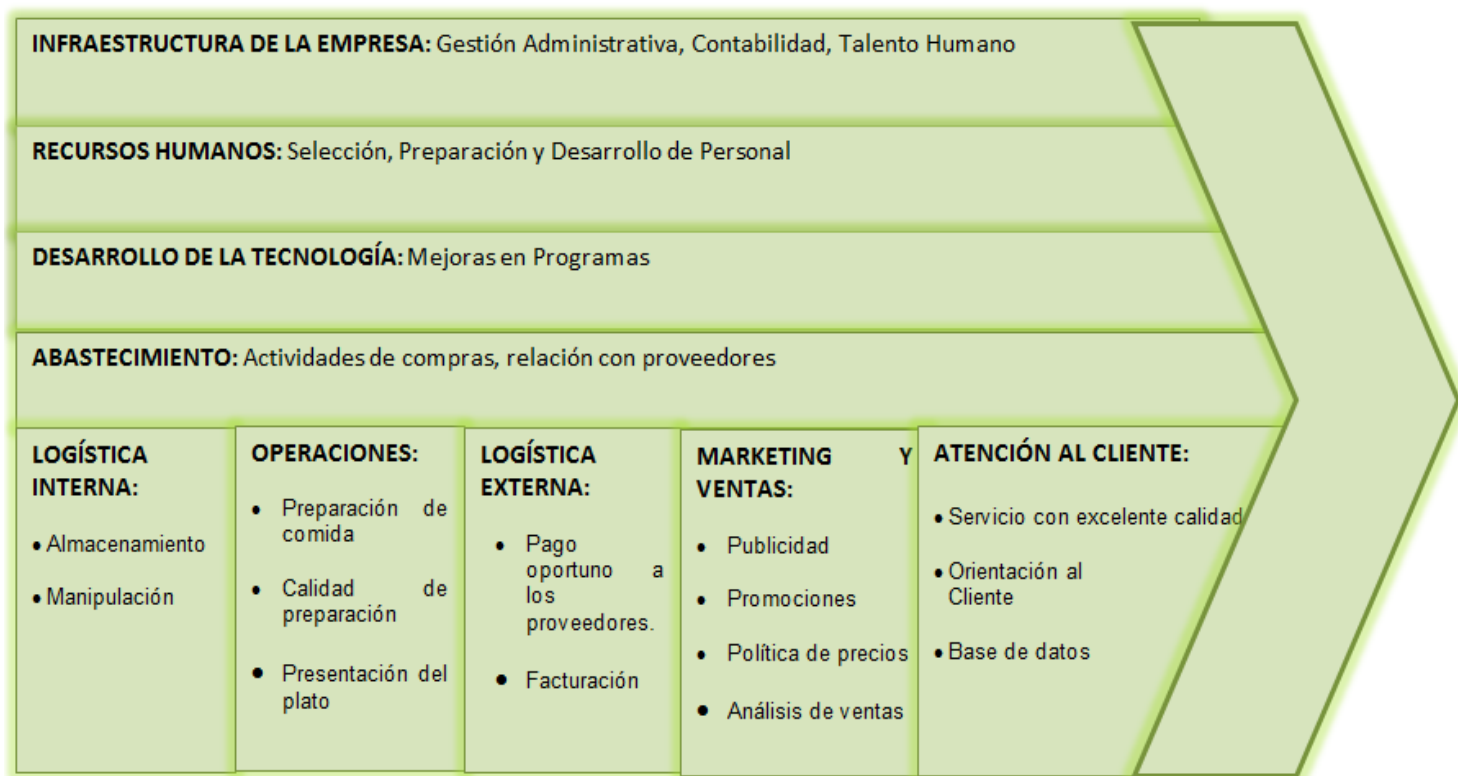 INFRAESTRUCTURA DE LA EMPRESA: Gestión Administrativa, Contabilidad, Talento Humano
RECURSOS HUMANOS: Selección, Preparación y Desarrollo de Personal
DESARROLLO DE LA TECNOLOGÍA: Mejoras en Programas
ABASTECIMIENTO: Actividades de compras, relación con proveedores
LOGÍSTICA
INTERNA:
• Almacenamiento
• Manipulación
OPERACIONES:
• Preparación de
comida
• Calidad de
preparación
• Presentación del
plato
LOGÍSTICA
EXTERNA:
• Pago
oportuno a
los
proveedores.
• Facturación
MARKETING Y
VENTAS:
• Publicidad
• Promociones
• Política de precios
• Análisis de ventas
ATENCIÓN AL CLIENTE:
• Servicio con excelente calidad
• Orientación al
Cliente
• Base de datos